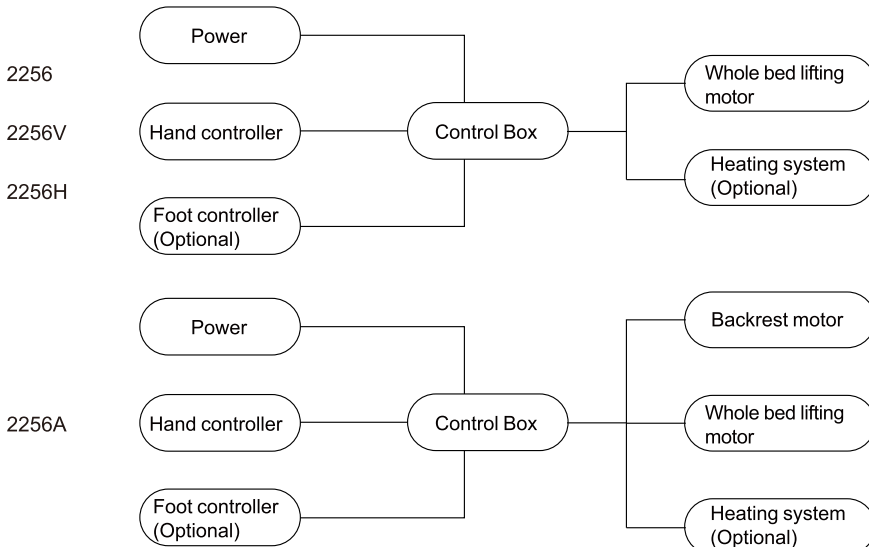 2256
2256V
2256H
Power
Hand controller
Foot controller
(Optional)
Control Box
Whole bed lifting
motor
Heating system
(Optional)
2256A
Power
Hand controller
Foot controller
(Optional)
Control Box
Backrest motor
Whole bed lifting
motor
Heating system
(Optional)